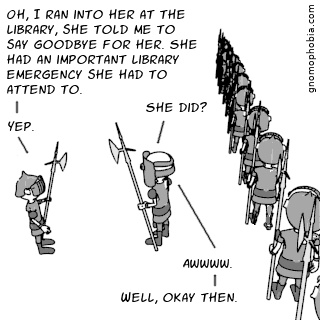 OH, I RAN INTO HER AT THE
LIBRARY, SHE TOLD ME TO
SAY GOODBYE FOR HER. SHE
HAD AN IMPORTANT LIBRARY
EMERGENCY SHE HAD TO
ATTEND TO.
SHE DID?
YEP.
AWWWW.
WELL, OKAY THEN.
gnomophobia.com